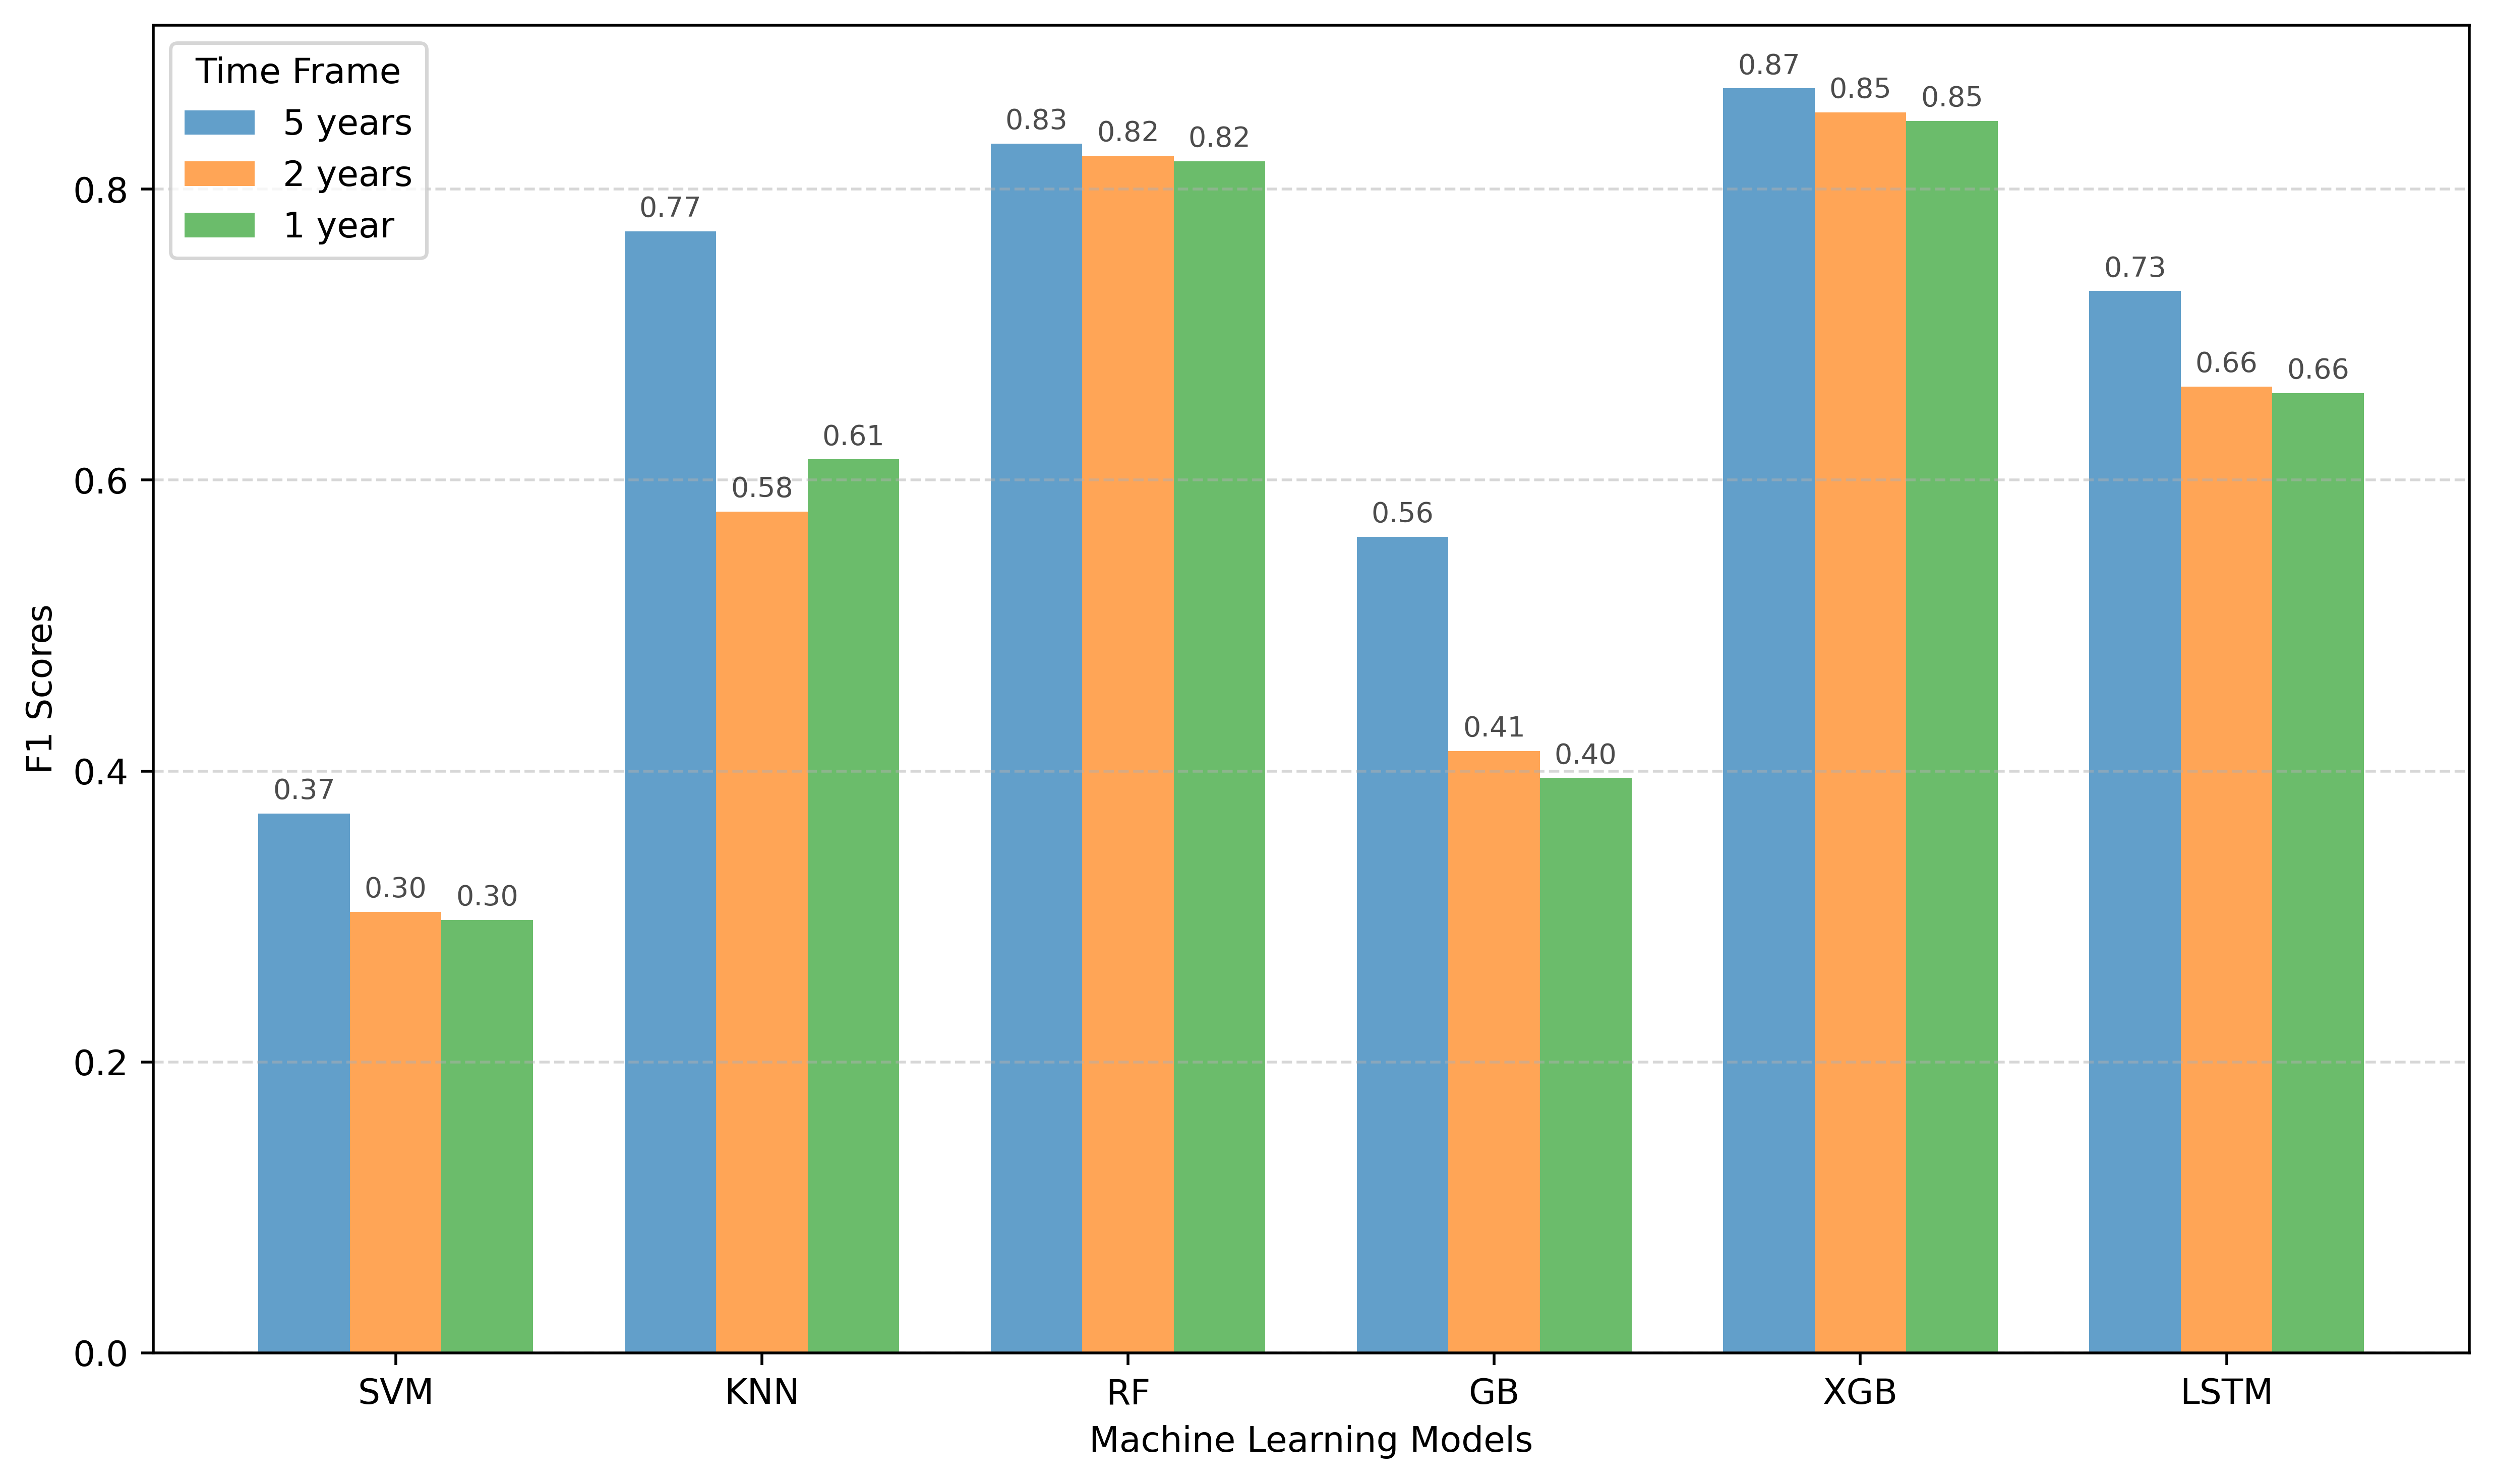 Time Frame
5 years
2 years
1 year
F1 Scores
0.8
0.6
0.4
0.2
0.0
0.37
0.30
0.30
0.77
0.58
0.61
0.83
0.82
0.82
0.56
0.41
0.40
0.87
0.85
0.85
0.73
0.66
0.66
SVM
KNN
RF
GB
XGB
LSTM
Machine Learning Models